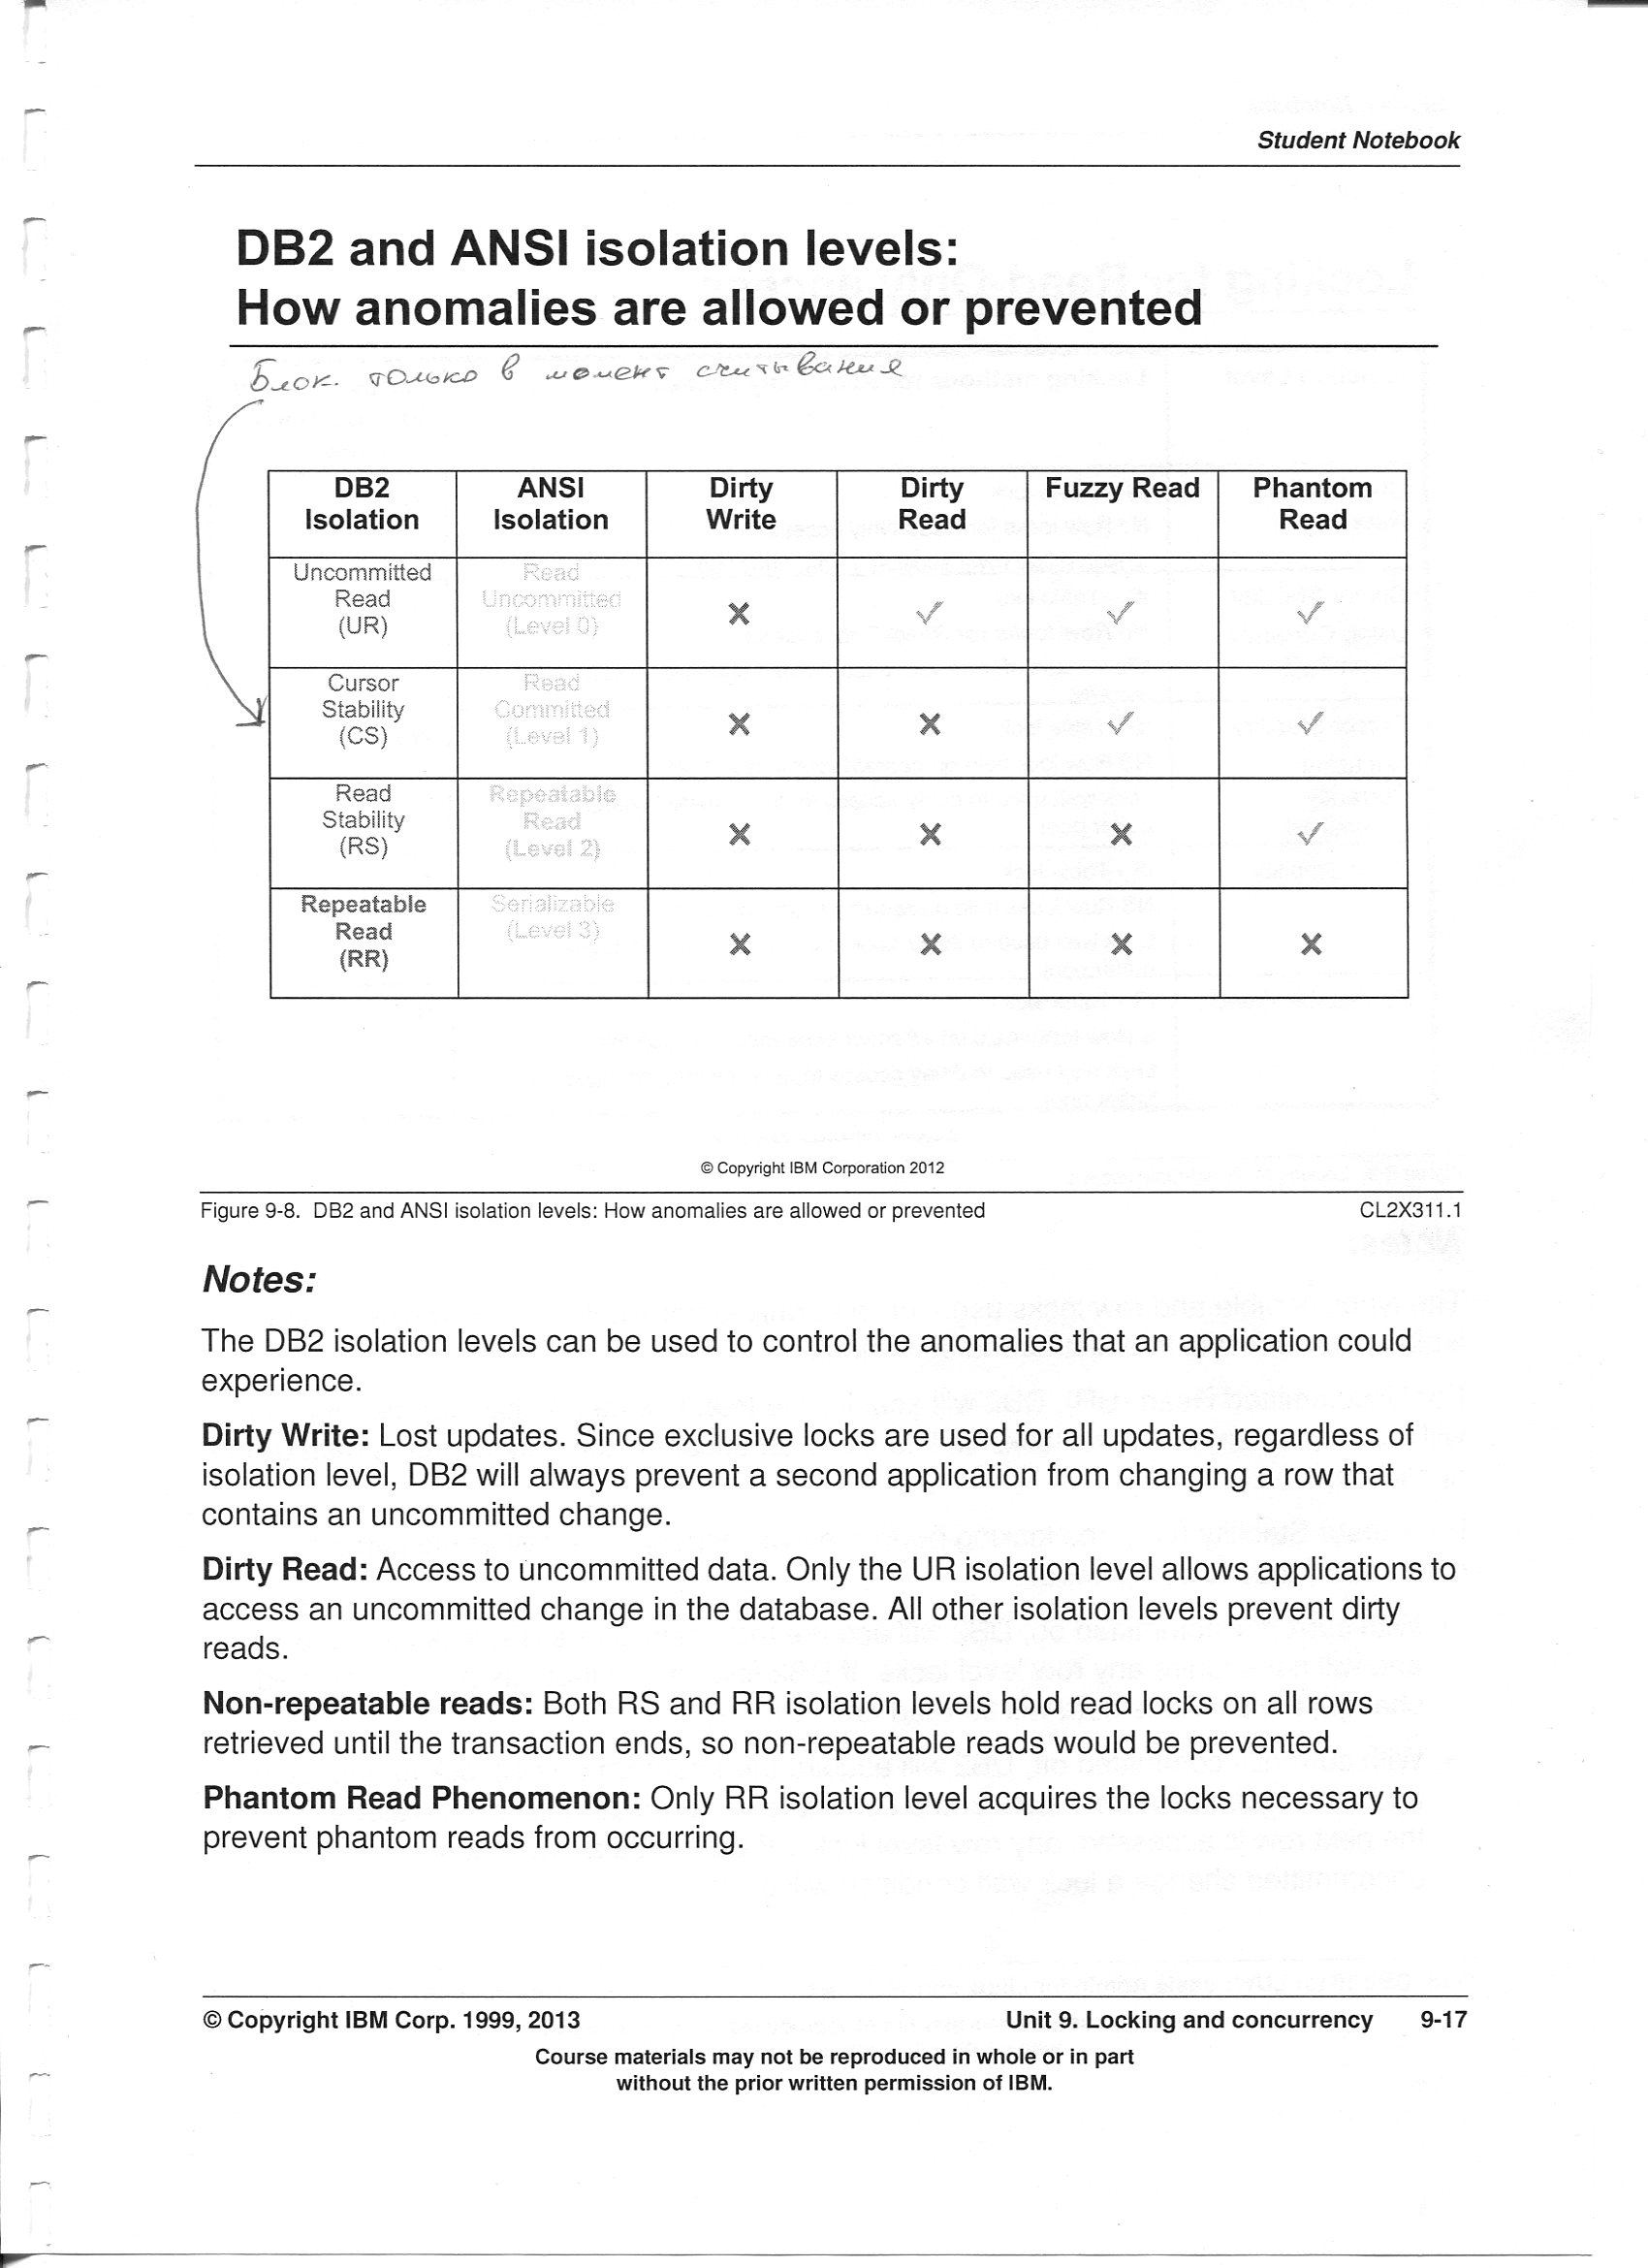 Student Notebook
DB2 and ANSI isolation levels:
How anomalies are allowed or prevented
Блок. только в момент считывания
DB2 Isolation ANSI Isolation Dirty Write Dirty Read Fuzzy Read Phantom Read
Uncommitted Read (UR) Read Uncommitted (Level 0) ✗ ✓ ✓ ✓
Cursor Stability (CS) Read Committed (Level 1) ✗ ✗ ✓ ✓
Read Stability (RS) Repeatable Read (Level 2) ✗ ✗ ✗ ✓
Repeatable Read (RR) Serializable (Level 3) ✗ ✗ ✗ ✗
© Copyright IBM Corporation 2012
Figure 9-8. DB2 and ANSI isolation levels: How anomalies are allowed or prevented CL2X311.1
Notes:
The DB2 isolation levels can be used to control the anomalies that an application could
experience.
Dirty Write: Lost updates. Since exclusive locks are used for all updates, regardless of
isolation level, DB2 will always prevent a second application from changing a row that
contains an uncommitted change.
Dirty Read: Access to uncommitted data. Only the UR isolation level allows applications to
access an uncommitted change in the database. All other isolation levels prevent dirty
reads.
Non-repeatable reads: Both RS and RR isolation levels hold read locks on all rows
retrieved until the transaction ends, so non-repeatable reads would be prevented.
Phantom Read Phenomenon: Only RR isolation level acquires the locks necessary to
prevent phantom reads from occurring.
© Copyright IBM Corp. 1999, 2013 Unit 9. Locking and concurrency 9-17
Course materials may not be reproduced in whole or in part
without the prior written permission of IBM.